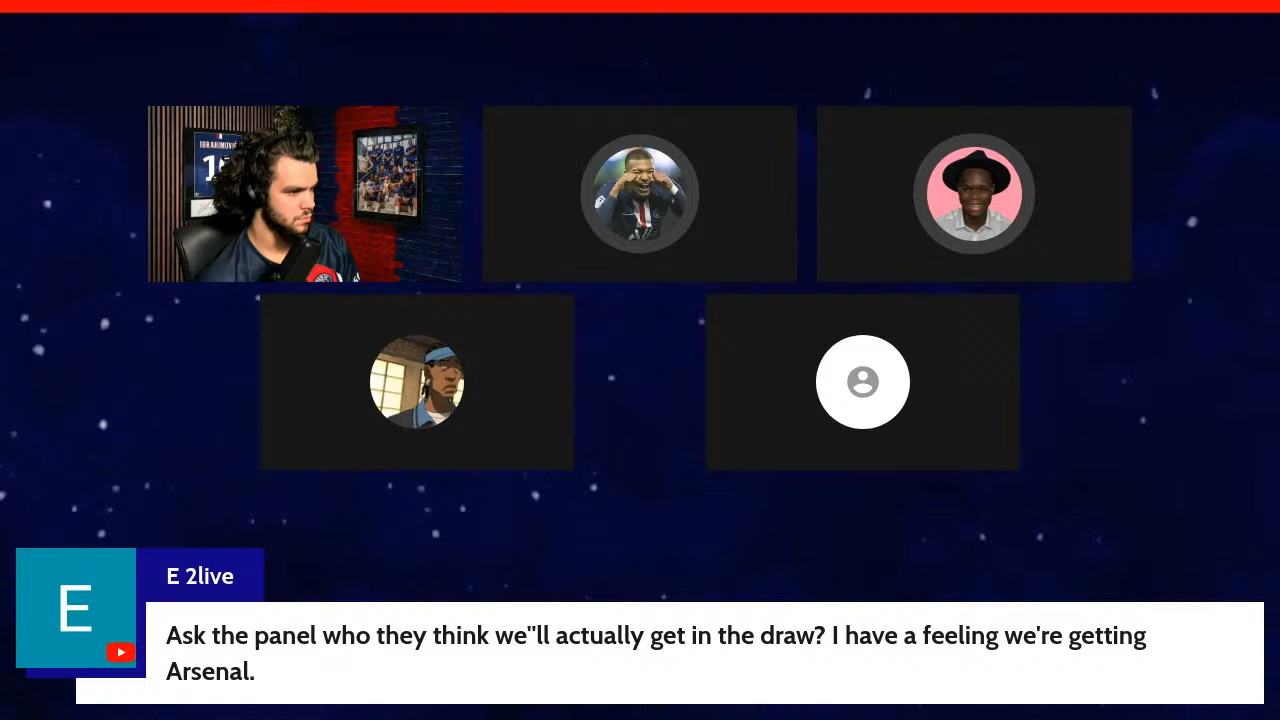 IBRAHIMOVIĆ
E
E 2live
Ask the panel who they think we"ll actually get in the draw? I have a feeling we're getting
Arsenal.